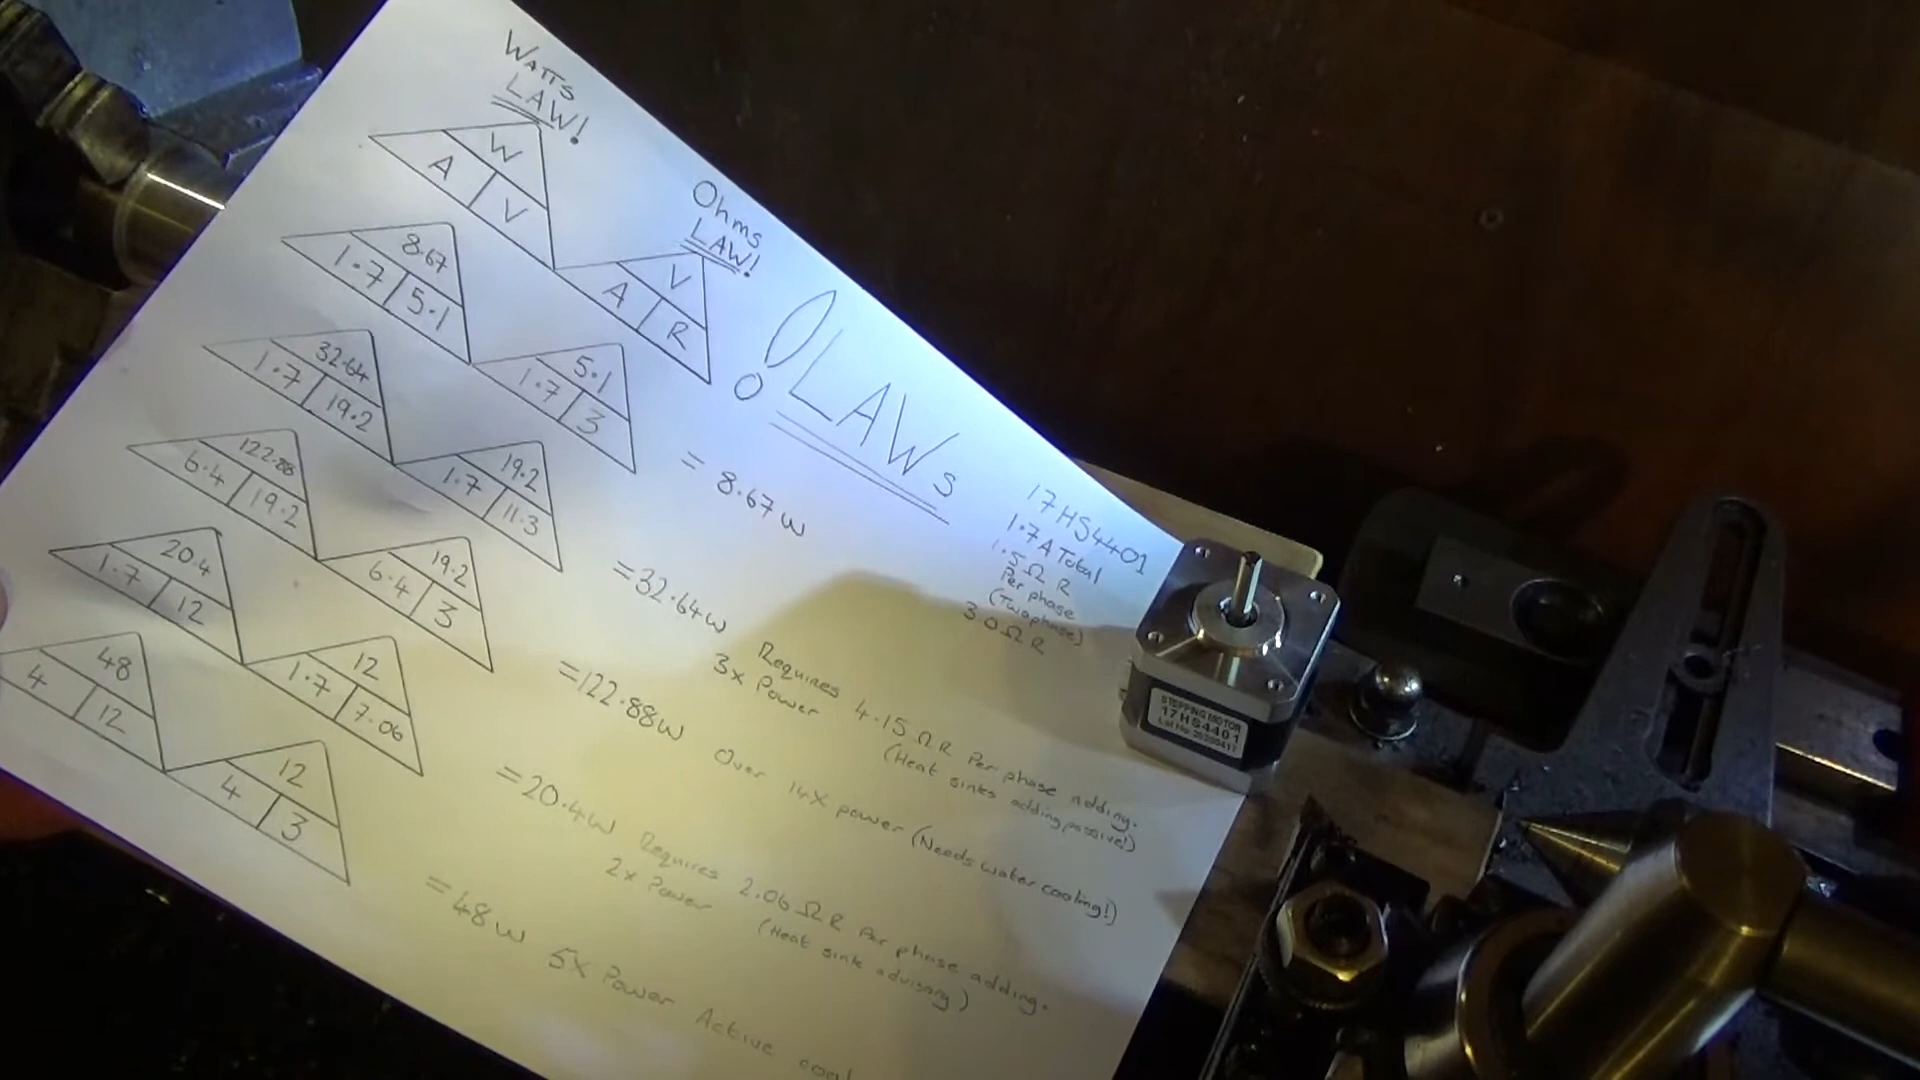 WATTS
LAW!
W
A V
Ohms
LAW!
V
A R
! LAWs
8.67
1.7 5.1
5.1
1.7 3
= 8.67W
32.64
1.7 19.2
19.2
1.7 11.3
= 32.64W Requires 4.15ΩR Per phase adding.
3x Power (Heat sinks adding passive!)
122.88
6.4 19.2
19.2
6.4 3
= 122.88W Over 14X power (Needs water cooling!)
20.4
1.7 12
12
1.7 7.06
= 20.4W Requires 2.06ΩR Per phase adding.
2x Power (Heat sink advisory)
48
4 12
12
4 3
= 48W 5X Power Active
17HS4401
1.7A Total
1.5Ω R
Per phase
(Two phase)
3.0Ω R
STEPPING MOTOR
17HS4401
Lot No